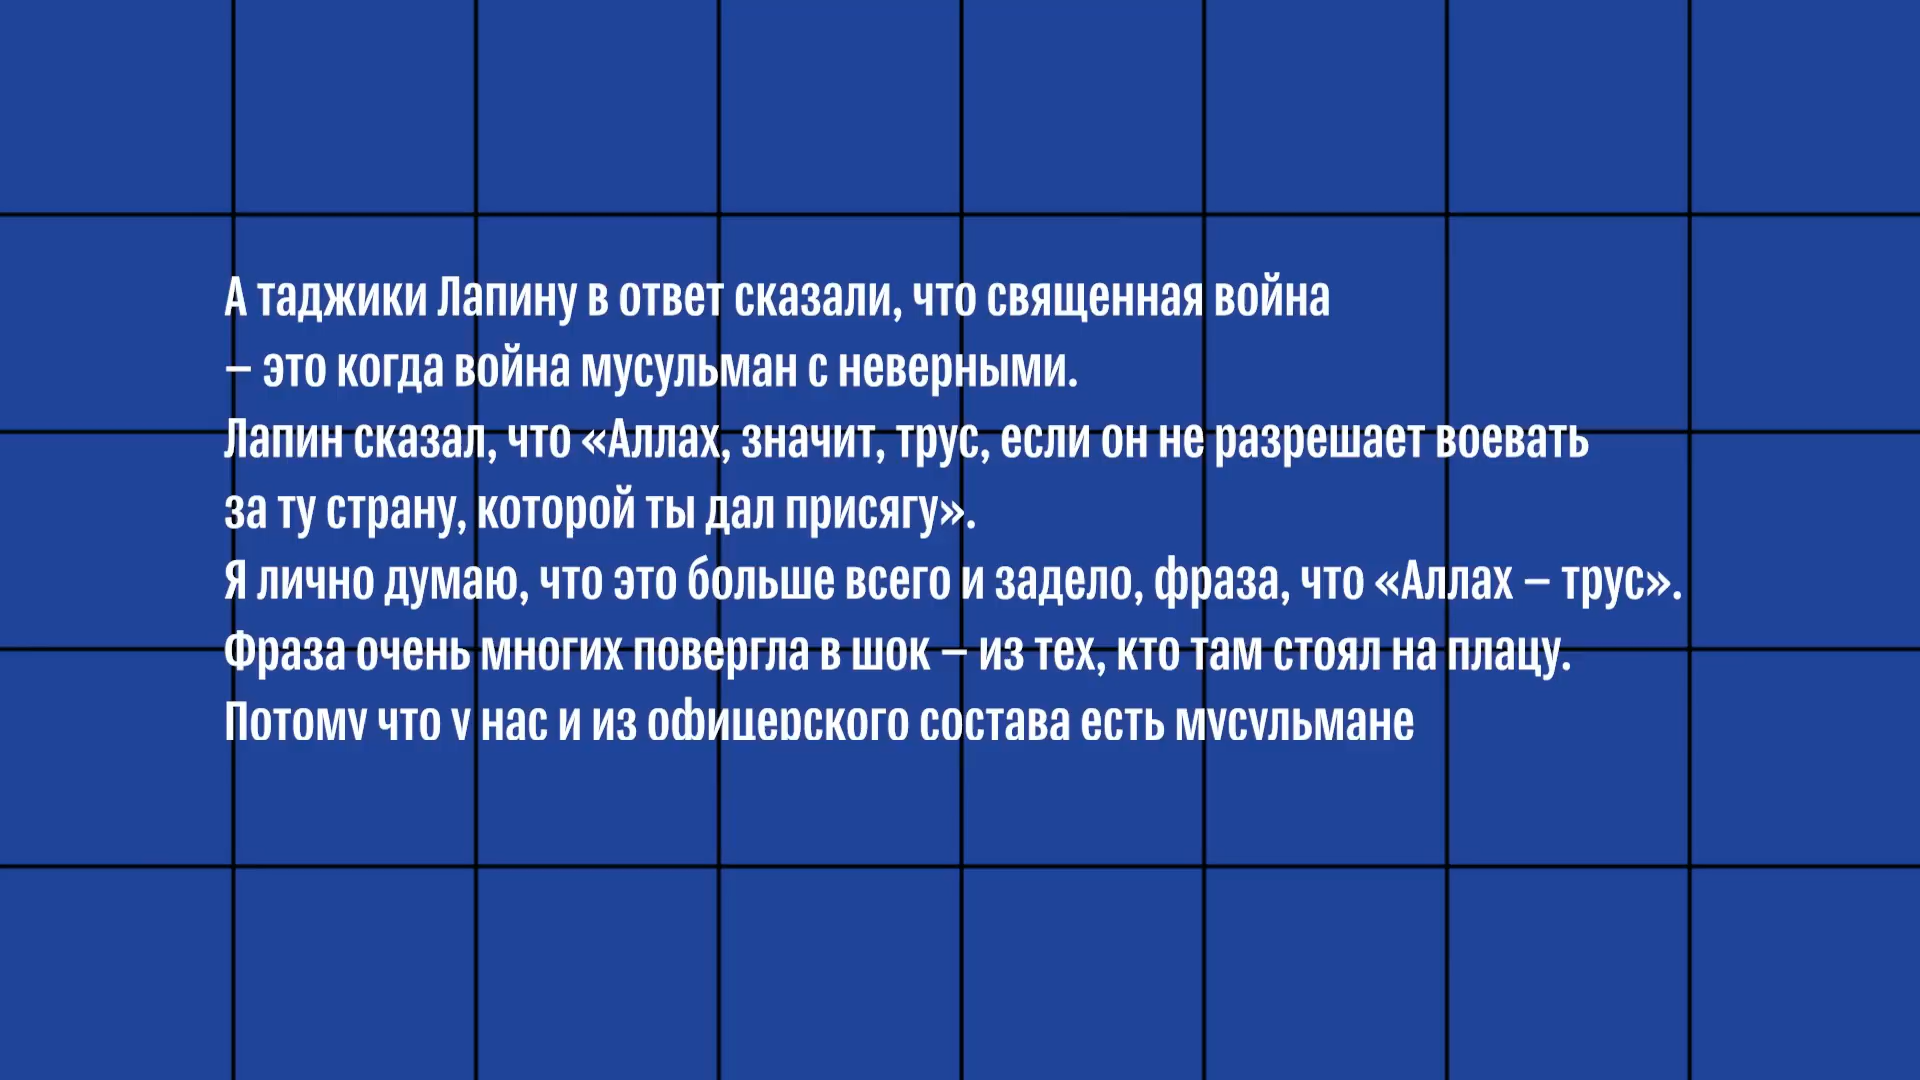 А таджики Лапину в ответ сказали, что священная война
– это когда война мусульман с неверными.
Лапин сказал, что «Аллах, значит, трус, если он не разрешает воевать
за ту страну, которой ты дал присягу».
Я лично думаю, что это больше всего и задело, фраза, что «Аллах – трус».
Фраза очень многих повергла в шок – из тех, кто там стоял на плацу.
Потому что у нас и из офицерского состава есть мусульмане